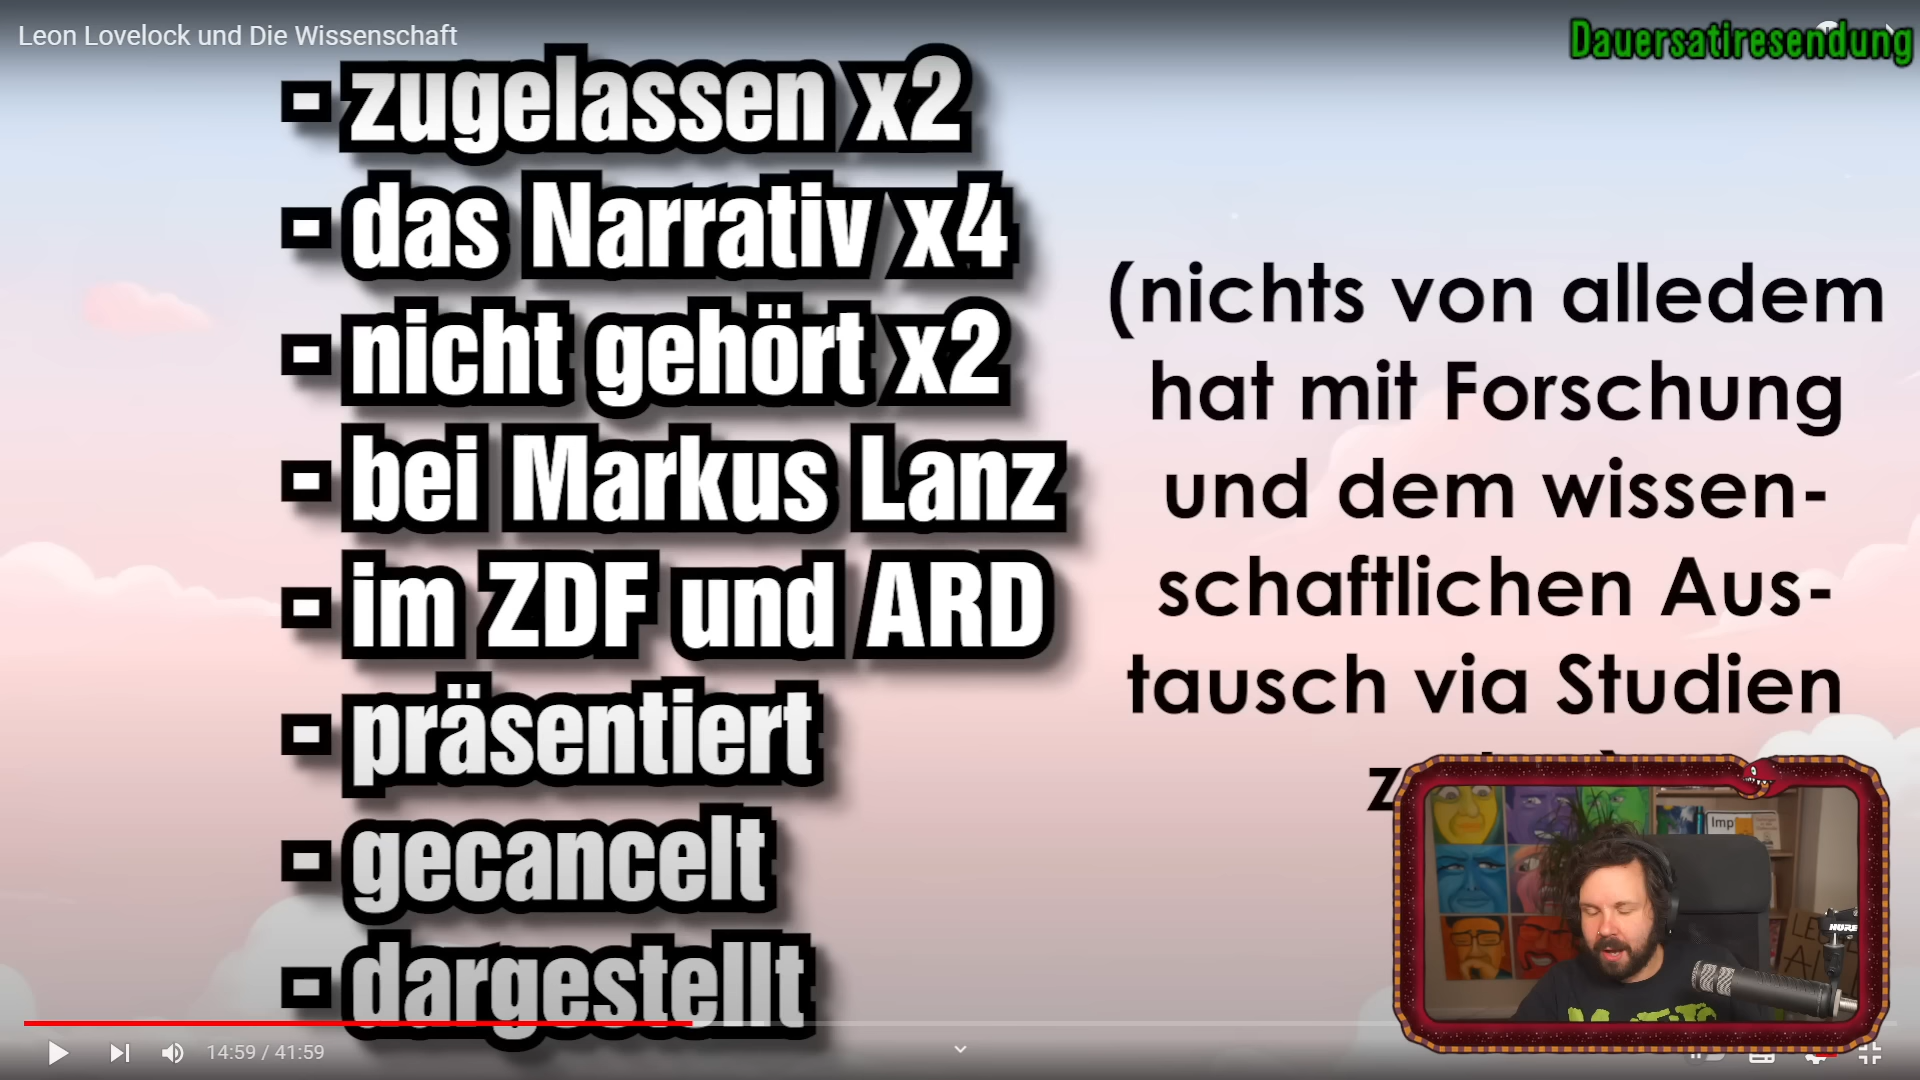 Leon Lovelock und Die Wissenschaft
Dauersatiresendung
- zugelassen x2
- das Narrativ x4
- nicht gehört x2
- bei Markus Lanz
- im ZDF und ARD
- präsentiert
- gecancelt
- dargestellt
(nichts von alledem
hat mit Forschung
und dem wissen-
schaftlichen Aus-
tausch via Studien
14:59 / 41:59